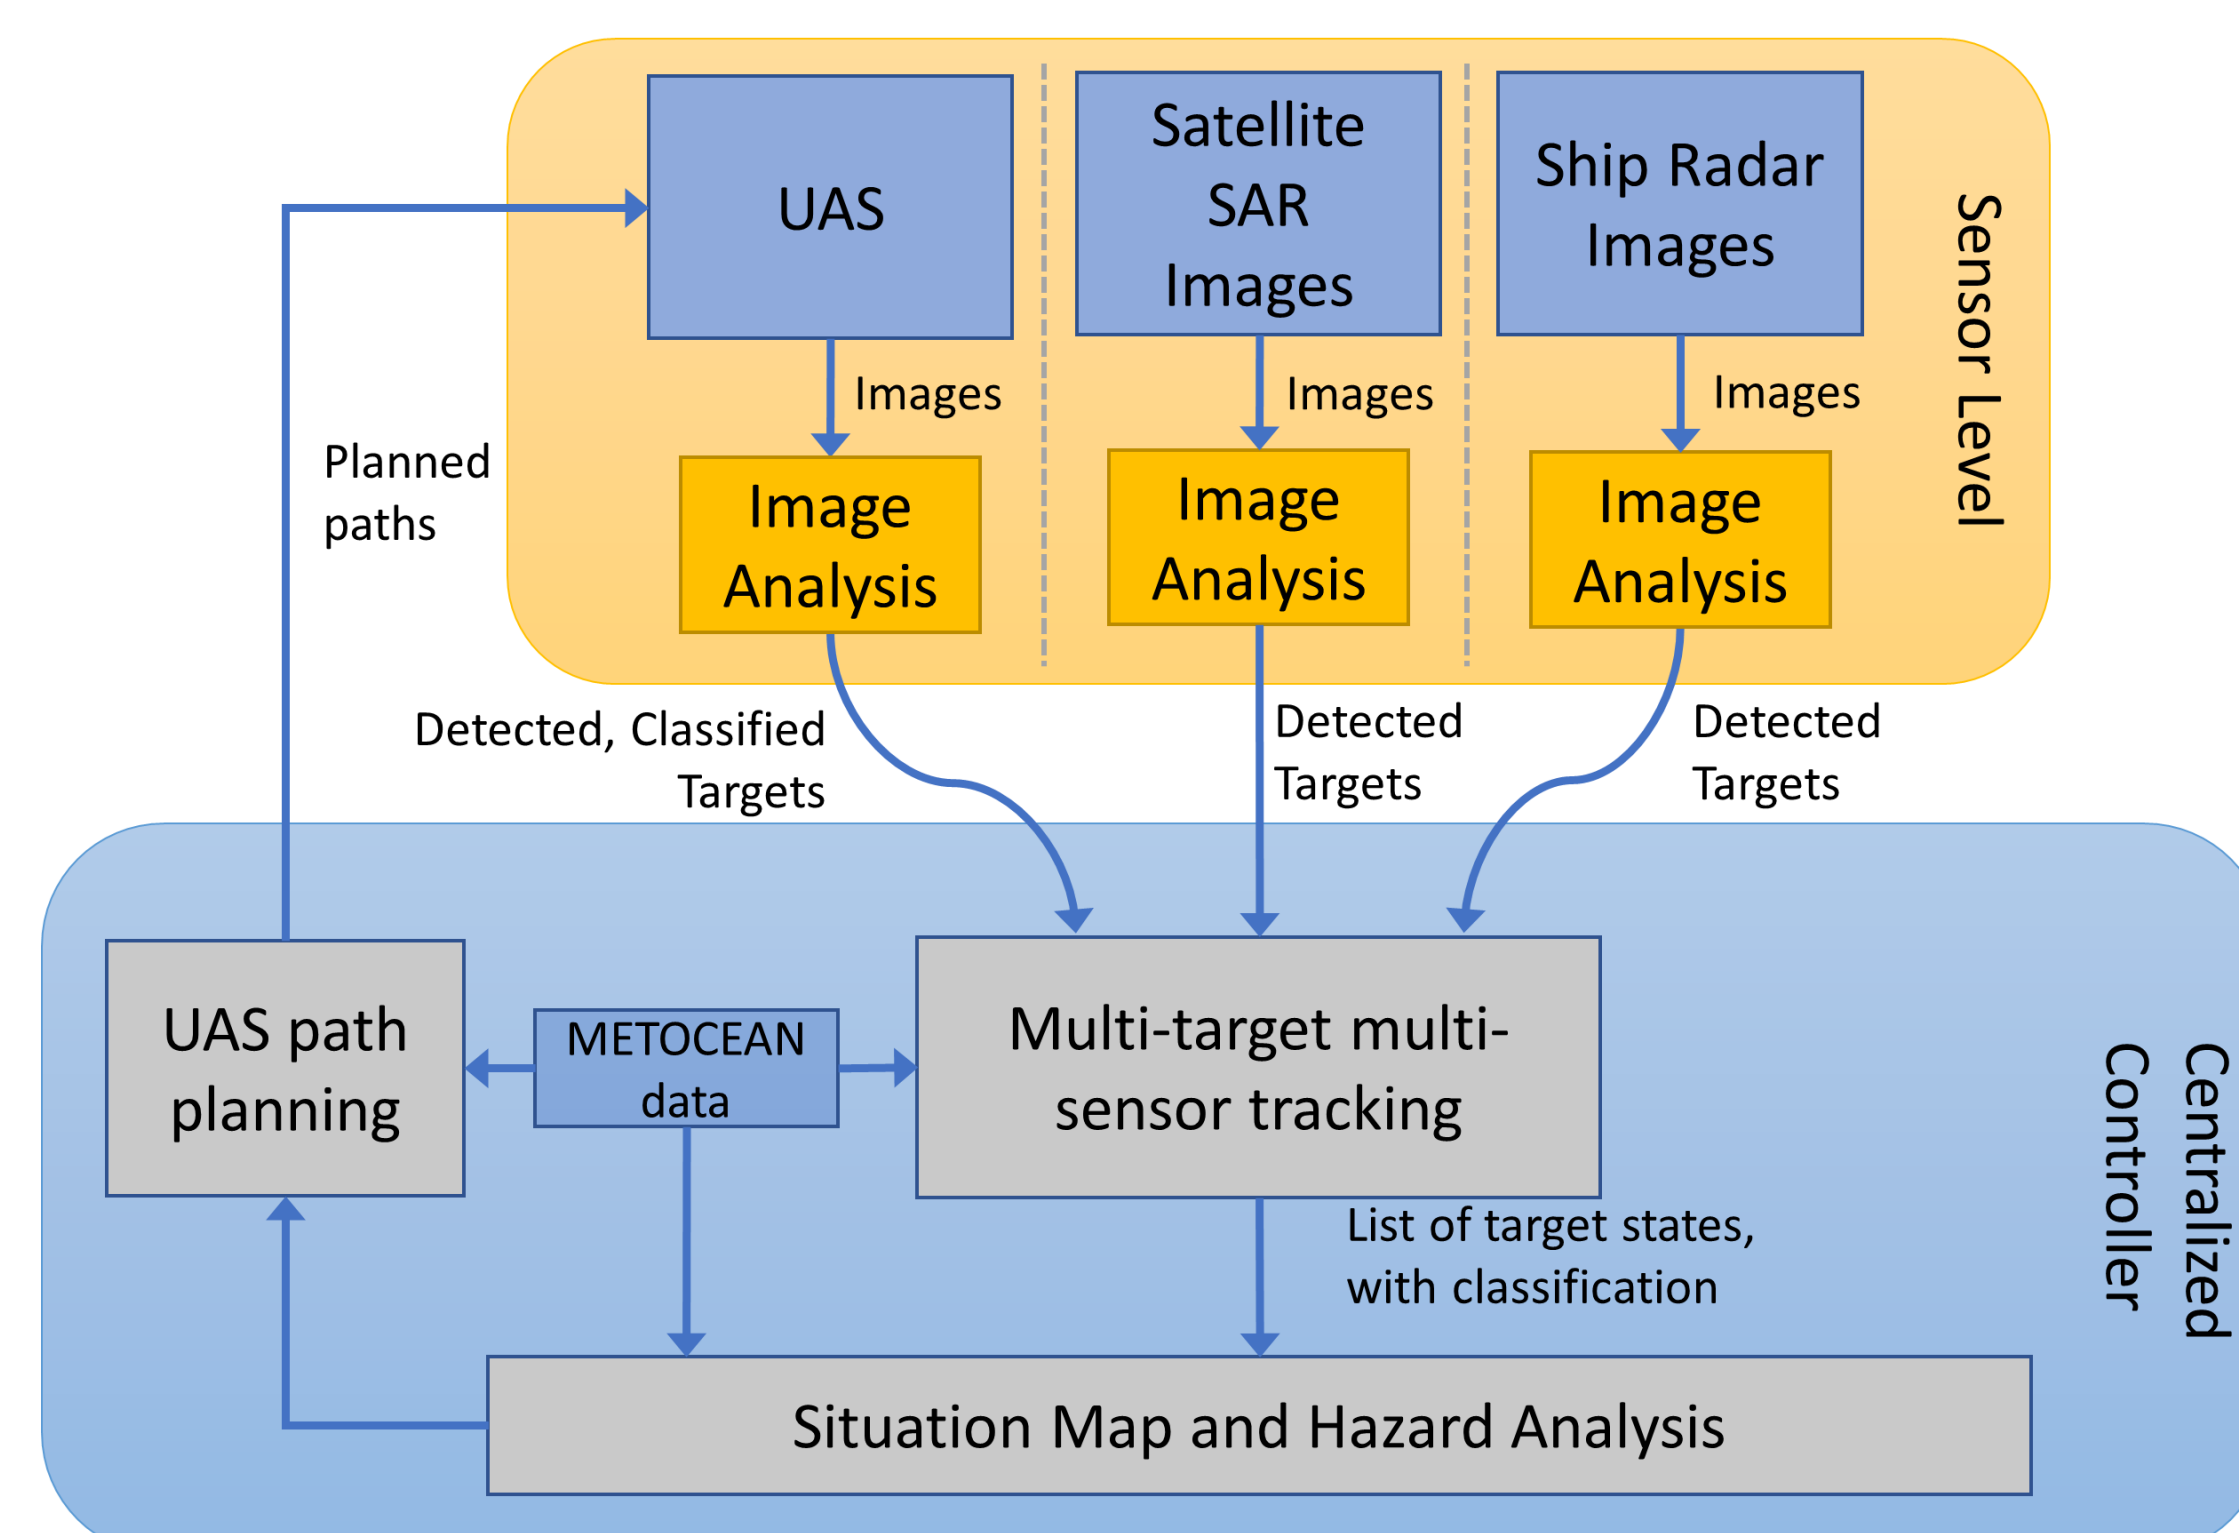 UAS
Satellite
SAR
Images
Ship Radar
Images
Sensor Level
Images
Images
Images
Planned
paths
Image
Analysis
Image
Analysis
Image
Analysis
Detected, Classified
Targets
Detected
Targets
Detected
Targets
UAS path
planning
METOCEAN
data
Multi-target multi-
sensor tracking
Centralized
Controller
List of target states,
with classification
Situation Map and Hazard Analysis